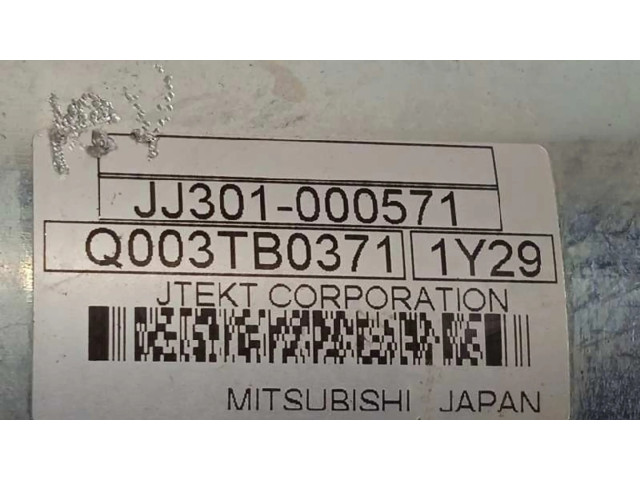 JJ301-000571
Q003TB0371 1Y29
JTEKT CORPORATION
MITSUBISHI JAPAN